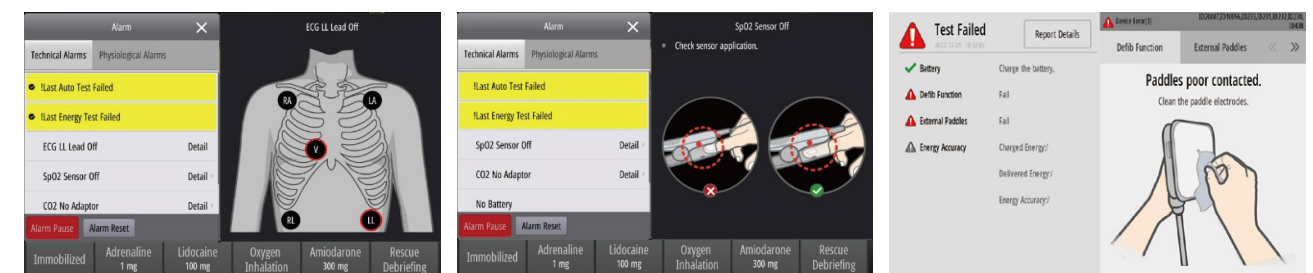 Alarm
Technical Alarms
Physiological Alarms
!Last Auto Test Failed
!Last Energy Test Failed
ECG LL Lead Off Detail
SpO2 Sensor Off Detail
CO2 No Adaptor Detail
Alarm Pause
Alarm Reset
ECG LL Lead Off
RA
LA
V
RL
LL
Immobilized
Adrenaline
1 mg
Lidocaine
100 mg
Oxygen
Inhalation
Amiodarone
300 mg
Rescue
Debriefing
Alarm
Technical Alarms
Physiological Alarms
!Last Auto Test Failed
!Last Energy Test Failed
SpO2 Sensor Off Detail
CO2 No Adaptor Detail
No Battery
Alarm Pause
Alarm Reset
SpO2 Sensor Off
Check sensor application.
Immobilized
Adrenaline
1 mg
Lidocaine
100 mg
Oxygen
Inhalation
Amiodarone
300 mg
Rescue
Debriefing
Test Failed
Report Details
Battery Charge the battery.
Defib Function Fail
External Paddles Fail
Energy Accuracy Charged Energy:/
Delivered Energy:/
Energy Accuracy:/
Device Error(3)
Defib Function
External Paddles
Paddles poor contacted.
Clean the paddle electrodes.